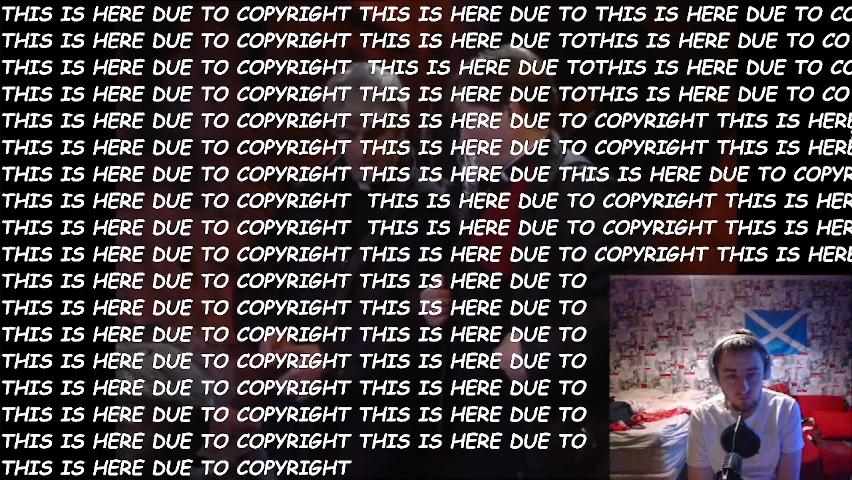 THIS IS HERE DUE TO COPYRIGHT THIS IS HERE DUE TO THIS IS HERE DUE TO CO
THIS IS HERE DUE TO COPYRIGHT THIS IS HERE DUE TOTHIS IS HERE DUE TO CO
THIS IS HERE DUE TO COPYRIGHT THIS IS HERE DUE TOTHIS IS HERE DUE TO CO
THIS IS HERE DUE TO COPYRIGHT THIS IS HERE DUE TOTHIS IS HERE DUE TO CO
THIS IS HERE DUE TO COPYRIGHT THIS IS HERE DUE TO COPYRIGHT THIS IS HERE
THIS IS HERE DUE TO COPYRIGHT THIS IS HERE DUE TO COPYRIGHT THIS IS HERE
THIS IS HERE DUE TO COPYRIGHT THIS IS HERE DUE THIS IS HERE DUE TO COPYR
THIS IS HERE DUE TO COPYRIGHT THIS IS HERE DUE TO COPYRIGHT THIS IS HER
THIS IS HERE DUE TO COPYRIGHT THIS IS HERE DUE TO COPYRIGHT THIS IS HER
THIS IS HERE DUE TO COPYRIGHT THIS IS HERE DUE TO COPYRIGHT THIS IS HERE
THIS IS HERE DUE TO COPYRIGHT THIS IS HERE DUE TO
THIS IS HERE DUE TO COPYRIGHT THIS IS HERE DUE TO
THIS IS HERE DUE TO COPYRIGHT THIS IS HERE DUE TO
THIS IS HERE DUE TO COPYRIGHT THIS IS HERE DUE TO
THIS IS HERE DUE TO COPYRIGHT THIS IS HERE DUE TO
THIS IS HERE DUE TO COPYRIGHT THIS IS HERE DUE TO
THIS IS HERE DUE TO COPYRIGHT THIS IS HERE DUE TO
THIS IS HERE DUE TO COPYRIGHT